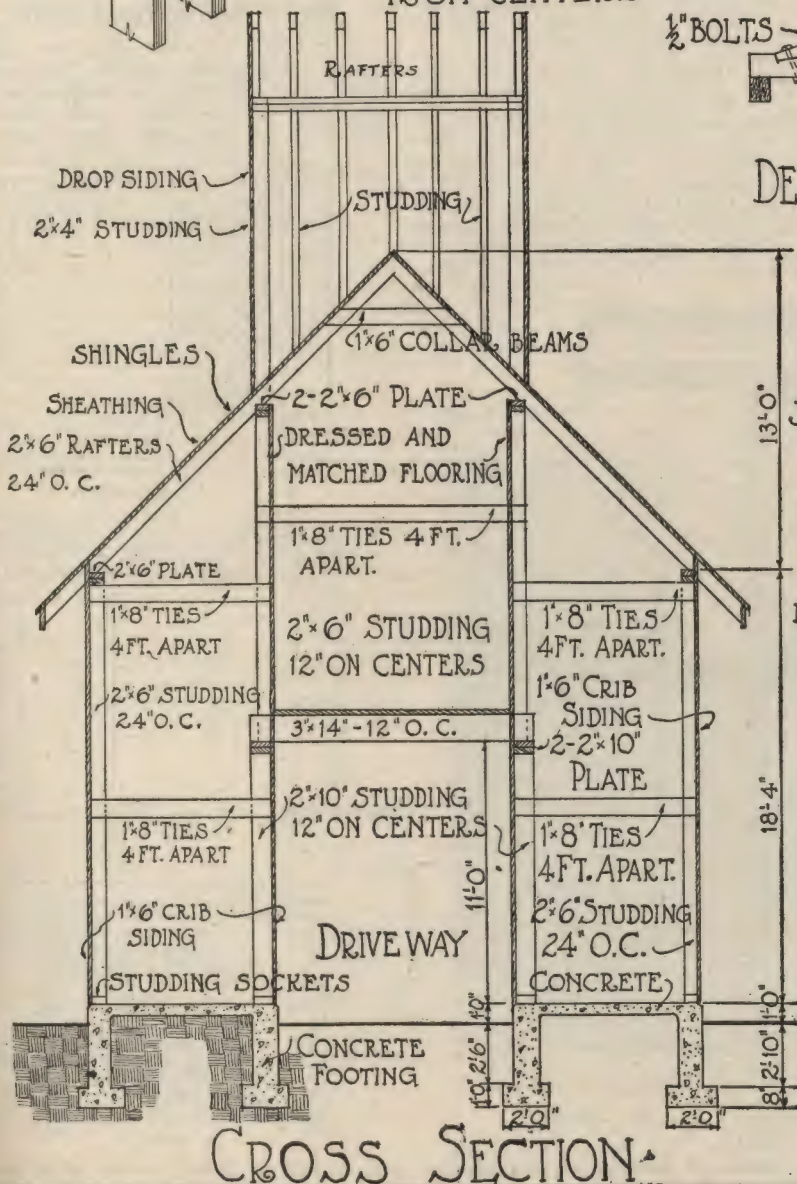 ½" BOLTS
RAFTERS
DROP SIDING
2"x4" STUDDING
STUDDING
1"x6" COLLAR BEAMS
SHINGLES
SHEATHING
2"x6" RAFTERS
24" O. C.
2-2"x6" PLATE
DRESSED AND
MATCHED FLOORING
13'-0"
1"x8" TIES 4 FT.
APART.
2"x6" PLATE
1"x8" TIES
4 FT. APART
2"x6" STUDDING
12" ON CENTERS
1"x8" TIES
4 FT. APART.
2"x6" STUDDING
24" O. C.
1"x6" CRIB
SIDING
3"x14"-12" O. C.
2-2"x10"
PLATE
18'-4"
1"x8" TIES
4 FT. APART
2"x10" STUDDING
12" ON CENTERS
1"x8" TIES
4 FT. APART.
11'-0"
1"x6" CRIB
SIDING
DRIVEWAY
2"x6" STUDDING
24" O.C.
STUDDING SOCKETS
CONCRETE
1'-0"
1'-0"
CONCRETE
FOOTING
2'-6"
10"
2'-10"
8"
2'-0"
2'-0"
CROSS SECTION